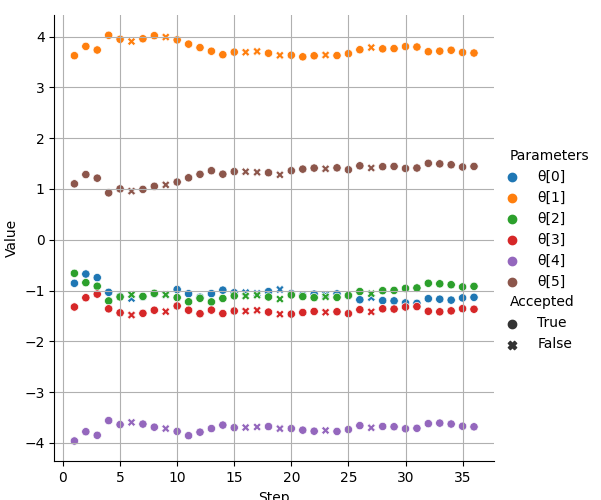 4
3
2
1
0
−1
−2
−3
−4
Value
0
5
10
15
20
25
30
35
Step
Parameters
θ[0]
θ[1]
θ[2]
θ[3]
θ[4]
θ[5]
Accepted
True
False